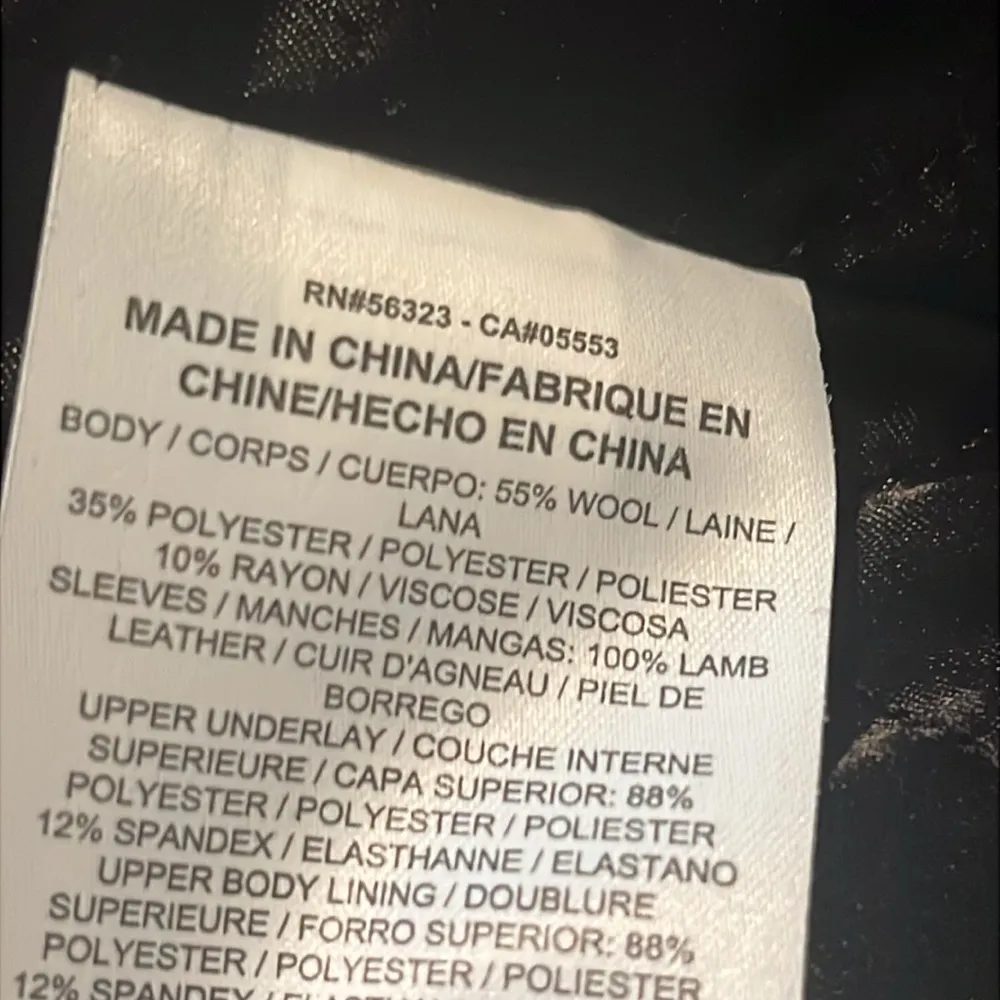 RN#56323 - CA#05553
MADE IN CHINA/FABRIQUE EN
CHINE/HECHO EN CHINA
BODY / CORPS / CUERPO: 55% WOOL / LAINE /
LANA
35% POLYESTER / POLYESTER / POLIESTER
10% RAYON / VISCOSE / VISCOSA
SLEEVES / MANCHES / MANGAS: 100% LAMB
LEATHER / CUIR D'AGNEAU / PIEL DE
BORREGO
UPPER UNDERLAY / COUCHE INTERNE
SUPERIEURE / CAPA SUPERIOR: 88%
POLYESTER / POLYESTER / POLIESTER
12% SPANDEX / ELASTHANNE / ELASTANO
UPPER BODY LINING / DOUBLURE
SUPERIEURE / FORRO SUPERIOR: 88%
POLYESTER / POLYESTER / POLIESTER
12% SPANDEX /